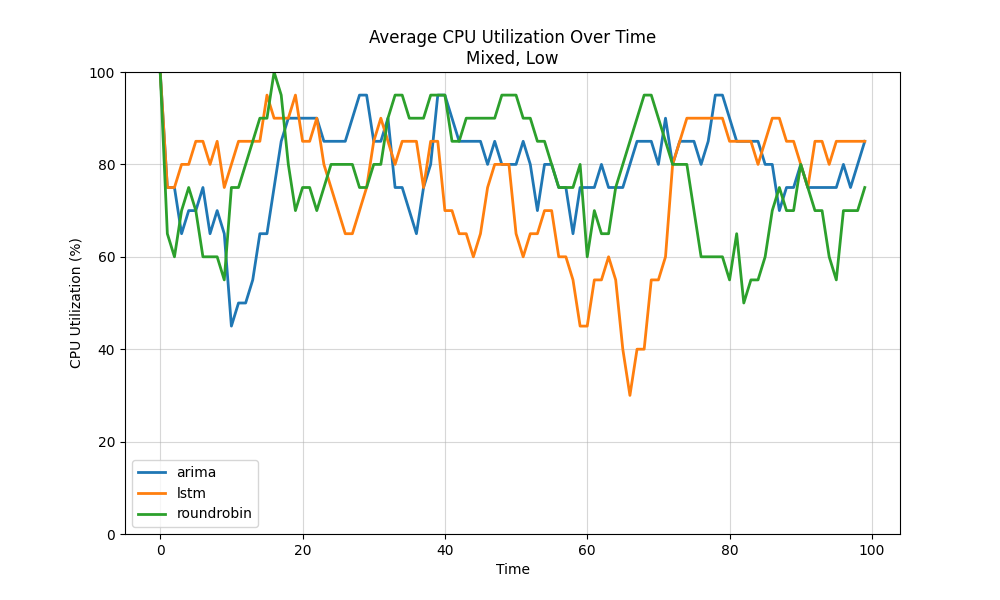 Average CPU Utilization Over Time
Mixed, Low
CPU Utilization (%)
100
80
60
40
20
0
arima
lstm
roundrobin
0 20 40 60 80 100
Time